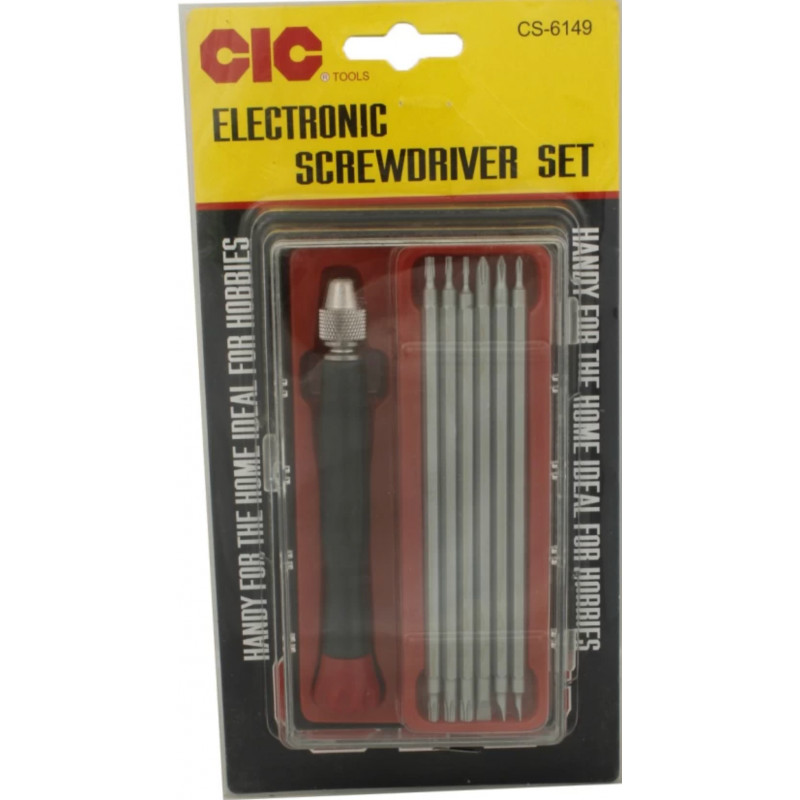 CIC
® TOOLS
CS-6149
ELECTRONIC
SCREWDRIVER SET
HANDY FOR THE HOME IDEAL FOR HOBBIES
HANDY FOR THE HOME IDEAL FOR HOBBIES